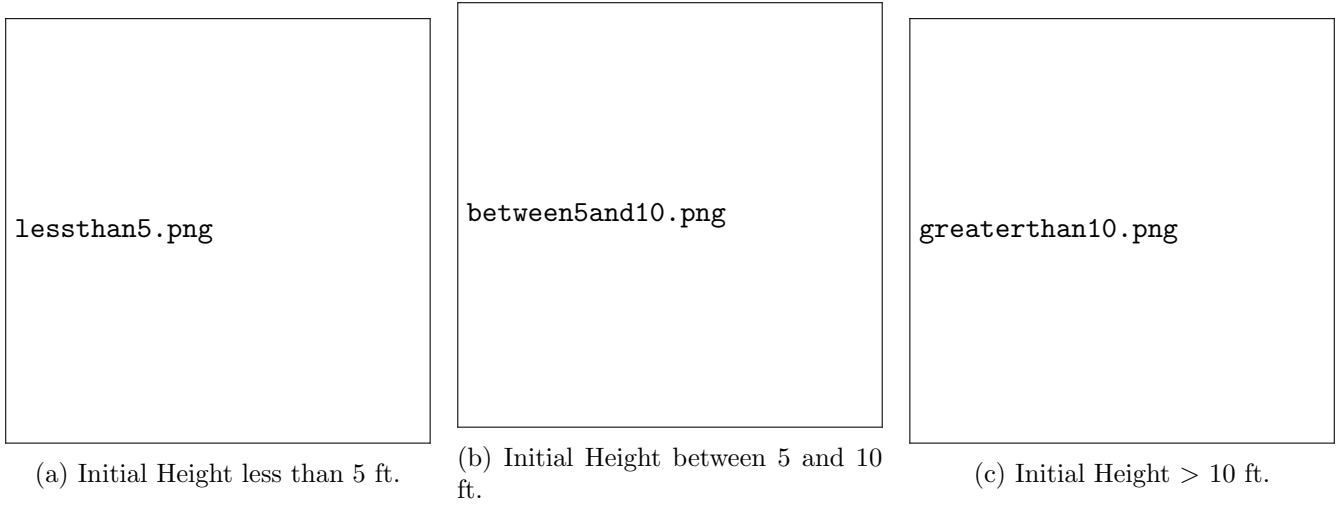 lessthan5.png
between5and10.png
greaterthan10.png
(a) Initial Height less than 5 ft.
(b) Initial Height between 5 and 10
ft.
(c) Initial Height > 10 ft.